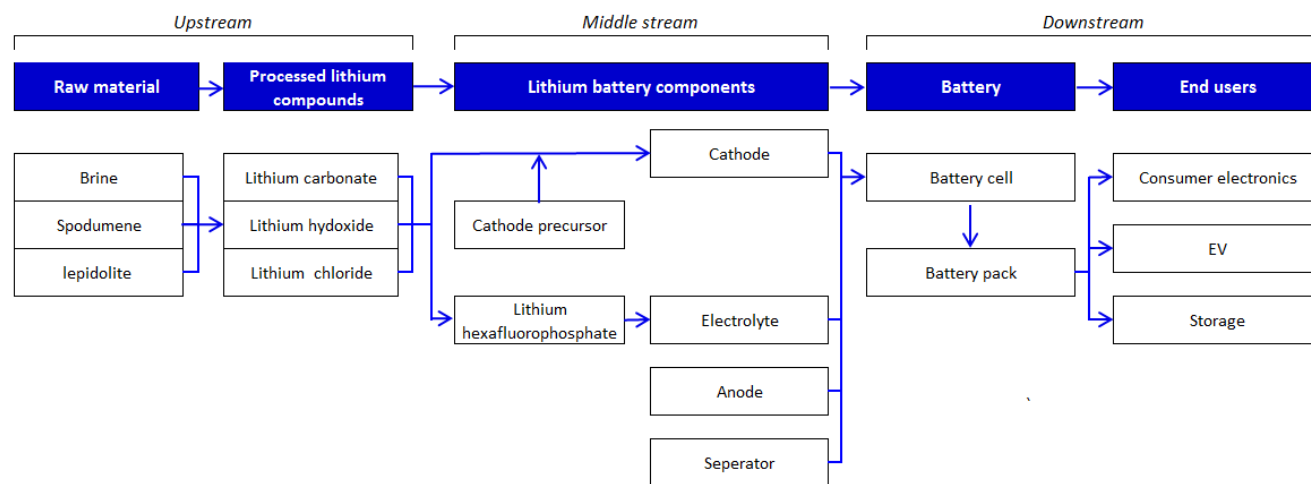 Upstream
Middle stream
Downstream
Raw material
Processed lithium
compounds
Lithium battery components
Battery
End users
Brine
Spodumene
lepidolite
Lithium carbonate
Lithium hydoxide
Lithium chloride
Cathode precursor
Lithium
hexafluorophosphate
Cathode
Electrolyte
Anode
Seperator
Battery cell
Battery pack
Consumer electronics
EV
Storage